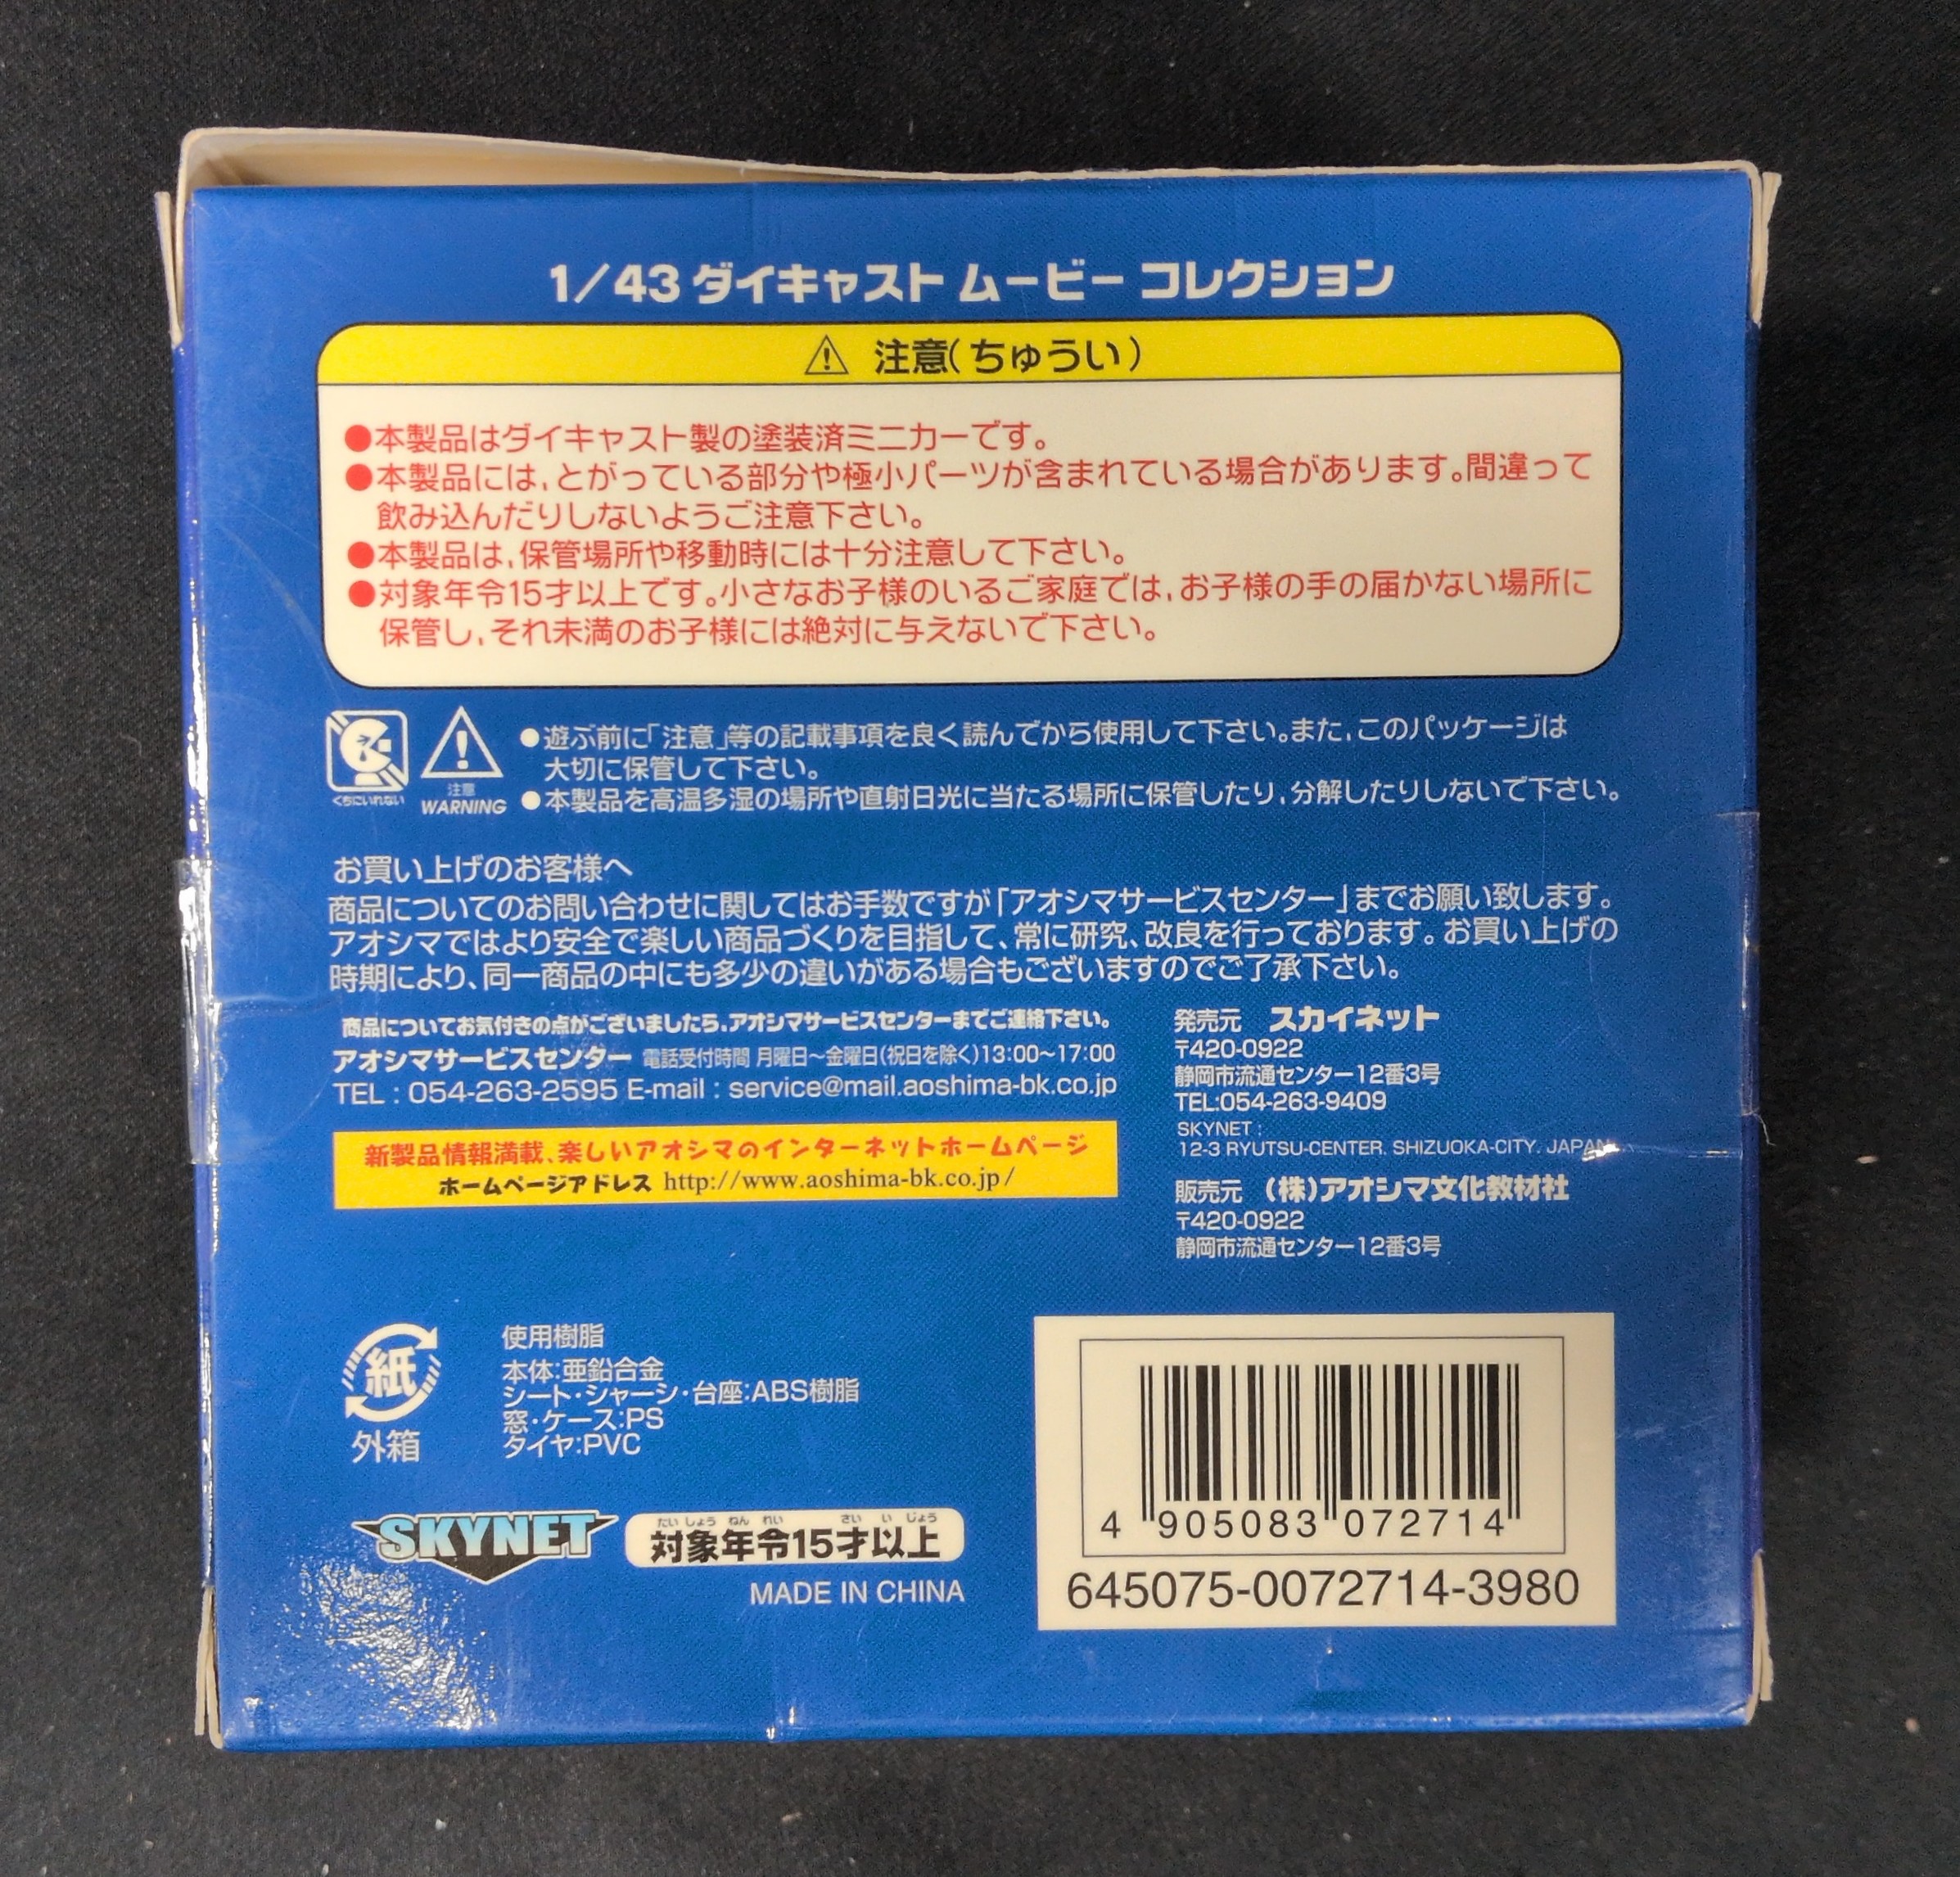 1/43 ダイキャスト ムービー コレクション
注意(ちゅうい)
●本製品はダイキャスト製の塗装済ミニカーです。
●本製品には、とがっている部分や極小パーツが含まれている場合があります。間違って
飲み込んだりしないようご注意下さい。
●本製品は、保管場所や移動時には十分注意して下さい。
●対象年令15才以上です。小さなお子様のいるご家庭では、お子様の手の届かない場所に
保管し、それ未満のお子様には絶対に与えないで下さい。
くちにいれない
注意
WARNING
●遊ぶ前に「注意」等の記載事項を良く読んでから使用して下さい。また、このパッケージは
大切に保管して下さい。
●本製品を高温多湿の場所や直射日光に当たる場所に保管したり、分解したりしないで下さい。
お買い上げのお客様へ
商品についてのお問い合わせに関してはお手数ですが「アオシマサービスセンター」までお願い致します。
アオシマではより安全で楽しい商品づくりを目指して、常に研究、改良を行っております。お買い上げの
時期により、同一商品の中にも多少の違いがある場合もございますのでご了承下さい。
商品についてお気付きの点がございましたら、アオシマサービスセンターまでご連絡下さい。
アオシマサービスセンター 電話受付時間 月曜日～金曜日(祝日を除く)13:00～17:00
TEL : 054-263-2595 E-mail : service@mail.aoshima-bk.co.jp
新製品情報満載、楽しいアオシマのインターネットホームページ
ホームページアドレス http://www.aoshima-bk.co.jp/
発売元 スカイネット
〒420-0922
静岡市流通センター12番3号
TEL:054-263-9409
SKYNET :
12-3 RYUTSU-CENTER. SHIZUOKA-CITY. JAPAN
販売元 (株)アオシマ文化教材社
〒420-0922
静岡市流通センター12番3号
紙
外箱
使用樹脂
本体:亜鉛合金
シート・シャーシ・台座:ABS樹脂
窓・ケース:PS
タイヤ:PVC
SKYNET
たいしょうねんれい さいいじょう
対象年令15才以上
MADE IN CHINA
4 905083 072714
645075-0072714-3980